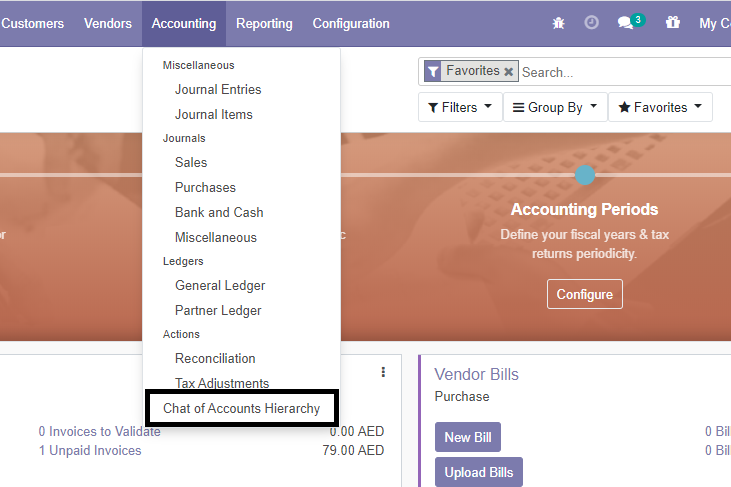 Customers Vendors Accounting Reporting Configuration 3 My Co
Miscellaneous
Journal Entries
Journal Items
Journals
Sales
Purchases
Bank and Cash
Miscellaneous
Ledgers
General Ledger
Partner Ledger
Actions
Reconciliation
Tax Adjustments
Chat of Accounts Hierarchy
Favorites Search...
Filters Group By Favorites
or
c
Accounting Periods
Define your fiscal years & tax
returns periodicity.
Configure
0 Invoices to Validate 0.00 AED
1 Unpaid Invoices 79.00 AED
Vendor Bills
Purchase
New Bill 0 Bil
Upload Bills 0 Bil